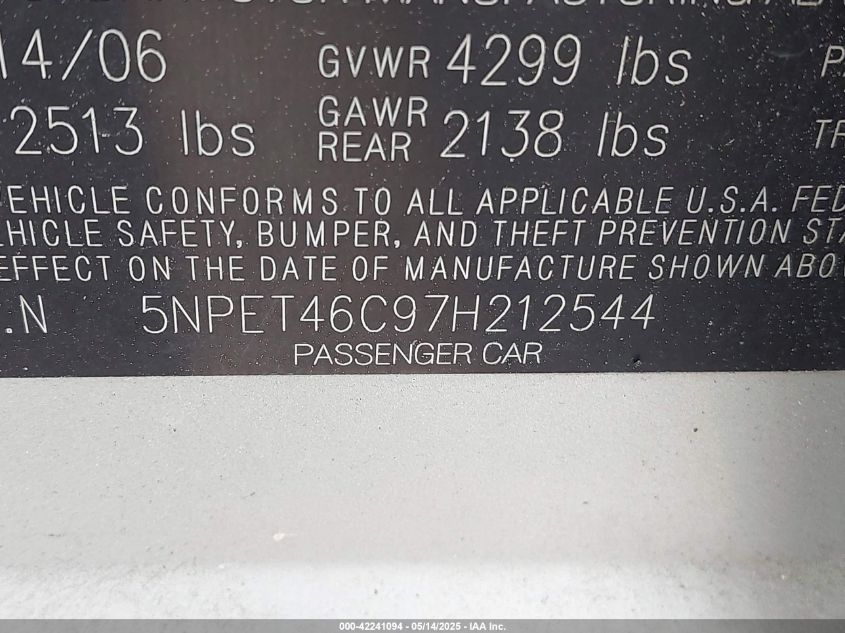 14/06 GVWR 4299 lbs
2513 lbs GAWR REAR 2138 lbs
EHICLE CONFORMS TO ALL APPLICABLE U.S.A. FED
HICLE SAFETY, BUMPER, AND THEFT PREVENTION STA
EFFECT ON THE DATE OF MANUFACTURE SHOWN ABO
.N 5NPET46C97H212544
PASSENGER CAR
000-42241094 - 05/14/2025 - IAA Inc.